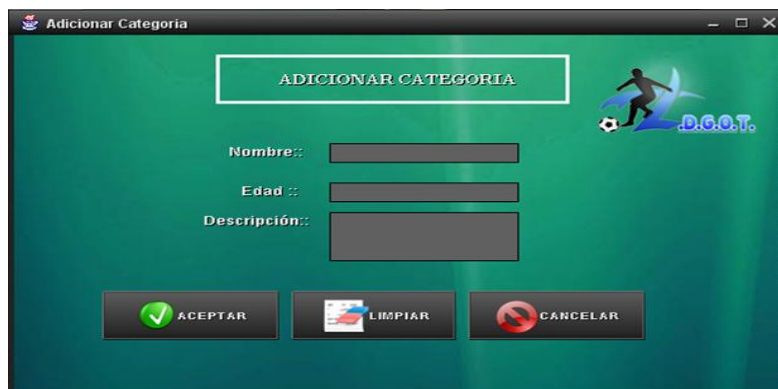 Adicionar Categoria
ADICIONAR CATEGORIA
.D.G.O.T.
Nombre::
Edad ::
Descripción::
ACEPTAR LIMPIAR CANCELAR